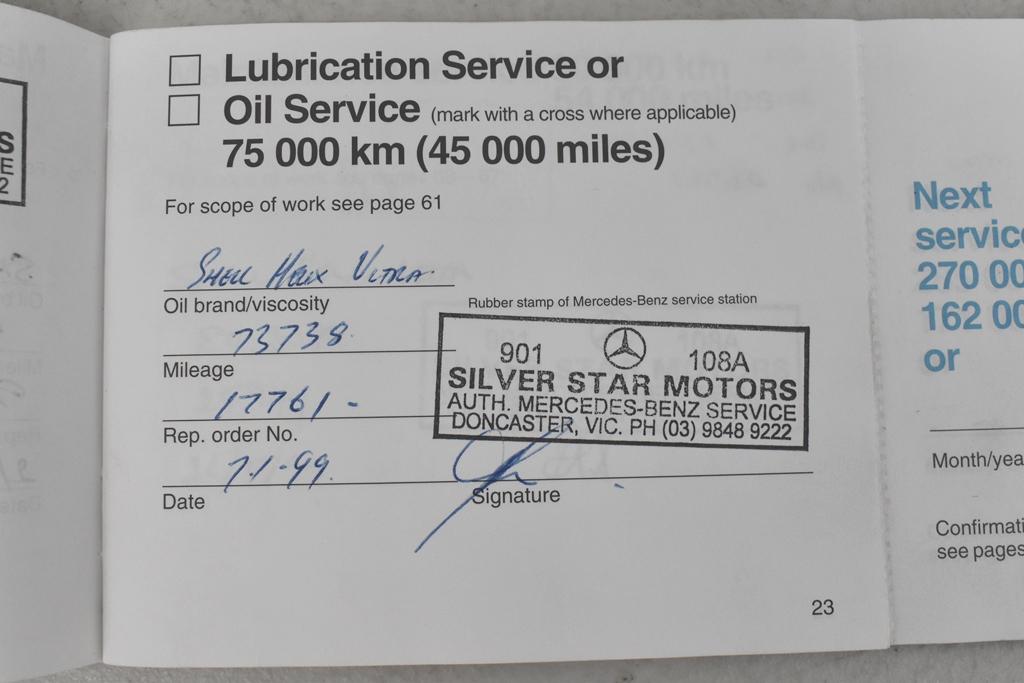 ☐ Lubrication Service or
☐ Oil Service (mark with a cross where applicable)
75 000 km (45 000 miles)
For scope of work see page 61
Shell Helix Ultra
Oil brand/viscosity
73738
Mileage
17761 -
Rep. order No.
7-1-99
Date
Rubber stamp of Mercedes-Benz service station
901 108A
SILVER STAR MOTORS
AUTH. MERCEDES-BENZ SERVICE
DONCASTER, VIC. PH (03) 9848 9222
Signature
23
Next
servic
270 00
162 00
or
Month/yea
Confirmati
see pages
S
E
2